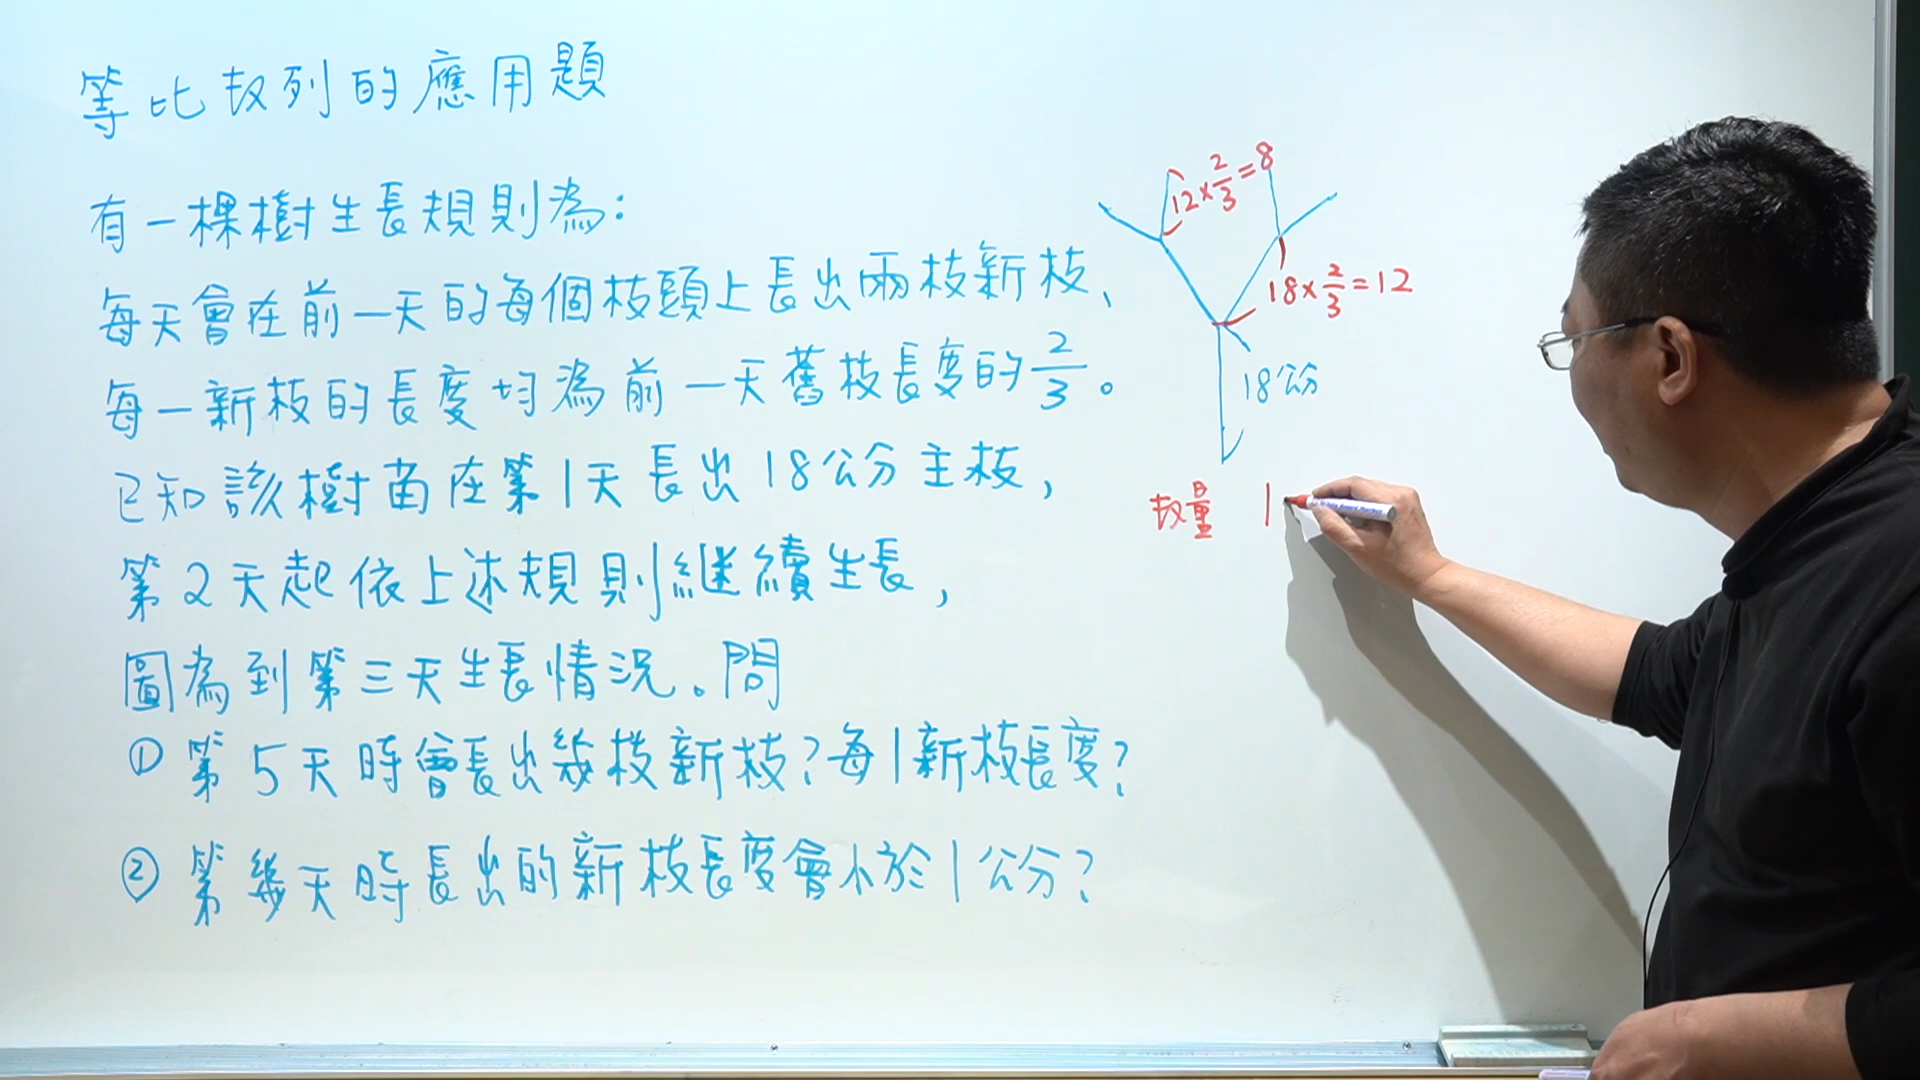 等比数列的應用題
有一棵樹生長規則為:
每天會在前一天的每個枝頭上長出兩枝新枝、
每一新枝的長度均為前一天舊枝長度的 2/3。
已知該樹苗在第1天長出18公分主枝,
第2天起依上述規則繼續生長,
圖為到第三天生長情況。問
① 第5天時會長出幾枝新枝?每1新枝長度?
② 第幾天時長出的新枝長度會小於1公分?
12×2/3=8
18×2/3=12
18公分
数量 1